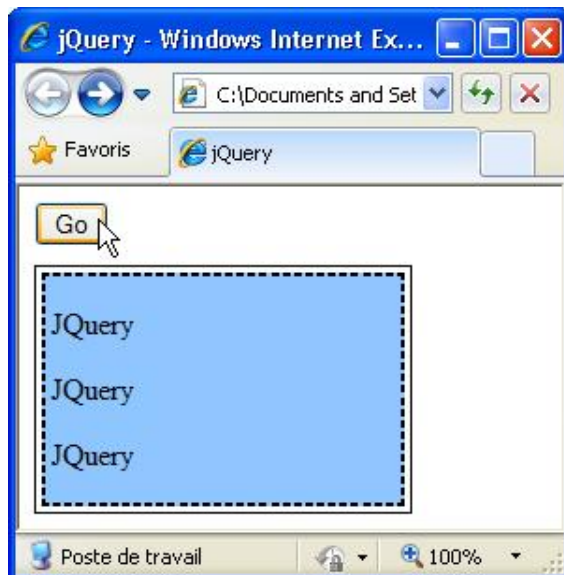 jQuery - Windows Internet Ex...
C:\Documents and Set
Favoris
jQuery
Go
JQuery
JQuery
JQuery
Poste de travail
100%